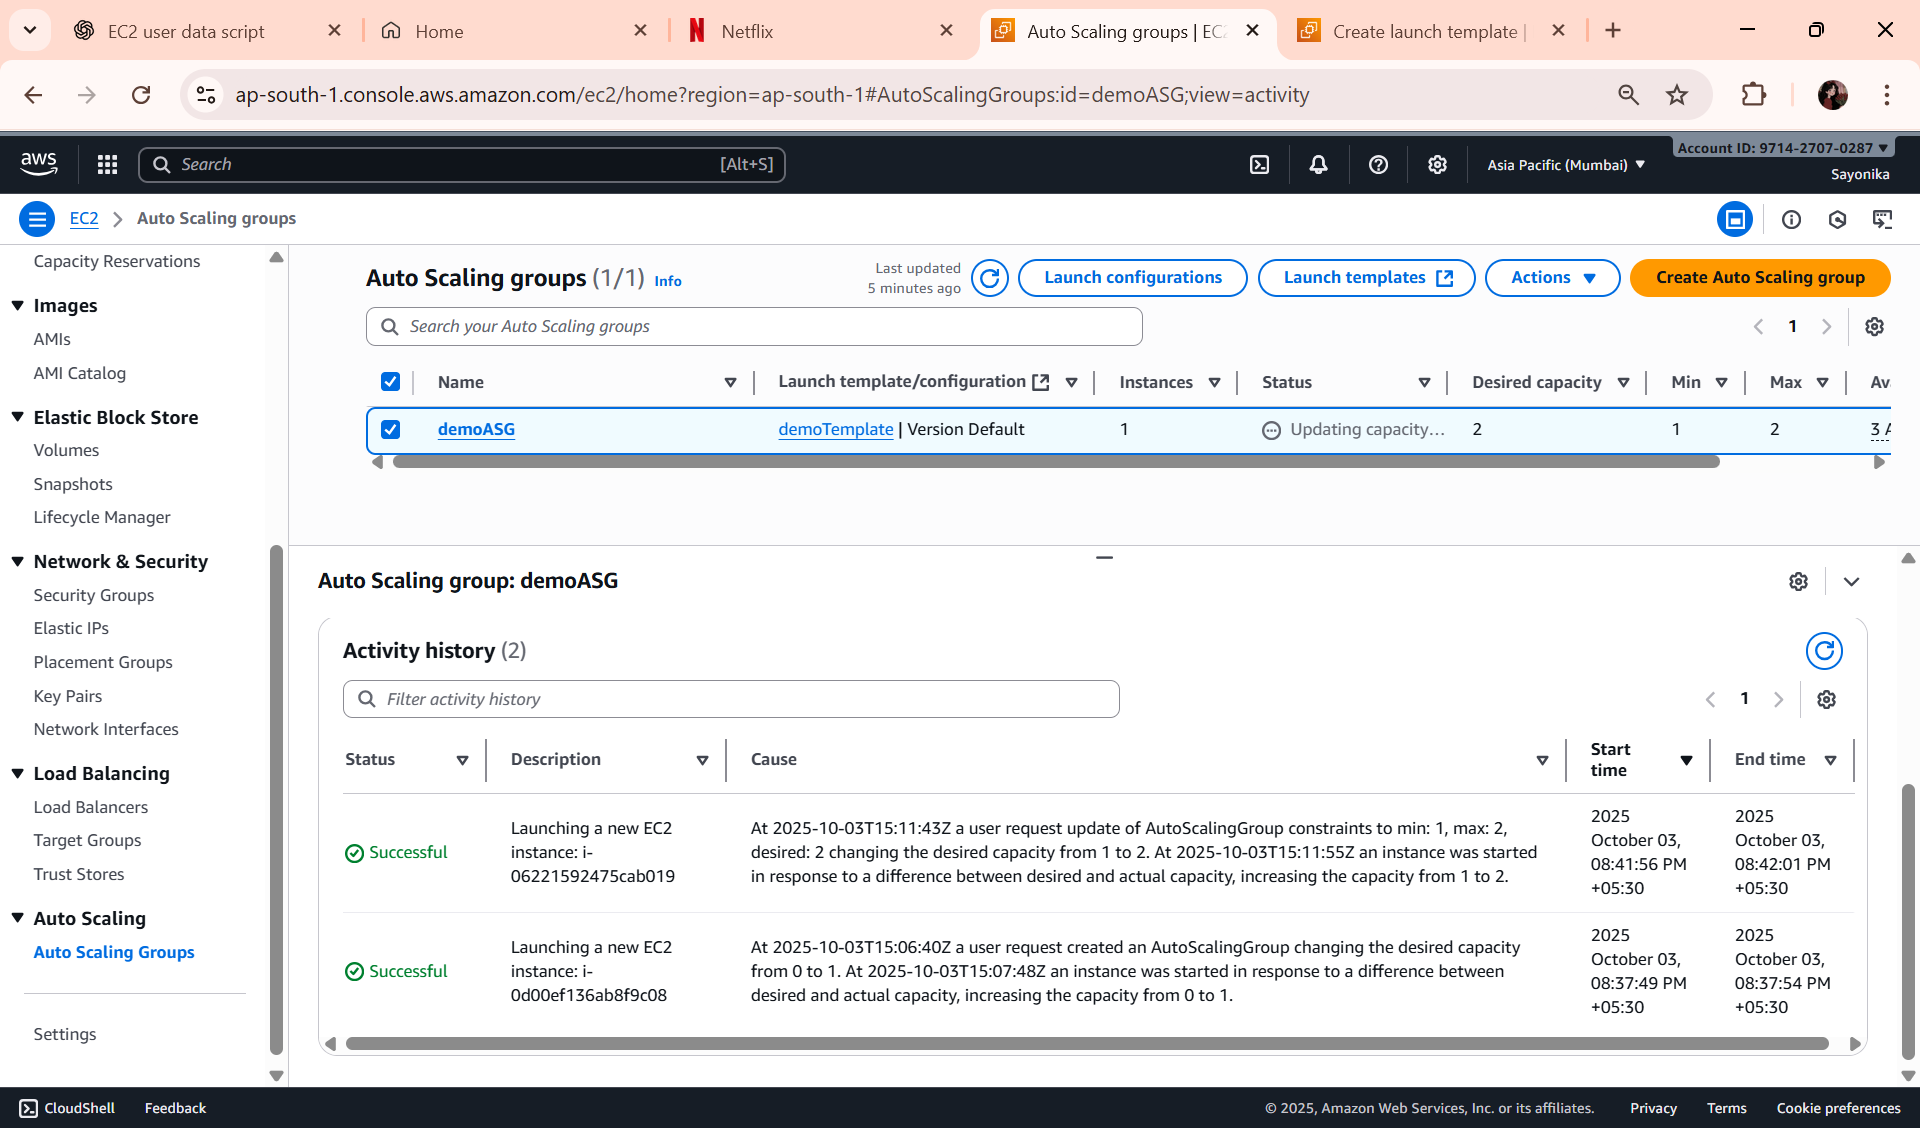 EC2 user data script
Home
Netflix
Auto Scaling groups | EC
Create launch template |
ap-south-1.console.aws.amazon.com/ec2/home?region=ap-south-1#AutoScalingGroups:id=demoASG;view=activity
aws
Search
[Alt+S]
Asia Pacific (Mumbai)
Account ID: 9714-2707-0287
Sayonika
EC2
Auto Scaling groups
Capacity Reservations
Images
AMIs
AMI Catalog
Elastic Block Store
Volumes
Snapshots
Lifecycle Manager
Network & Security
Security Groups
Elastic IPs
Placement Groups
Key Pairs
Network Interfaces
Load Balancing
Load Balancers
Target Groups
Trust Stores
Auto Scaling
Auto Scaling Groups
Settings
Auto Scaling groups (1/1) Info
Last updated
5 minutes ago
Launch configurations
Launch templates
Actions
Create Auto Scaling group
Search your Auto Scaling groups
1
Name Launch template/configuration Instances Status Desired capacity Min Max Av
demoASG demoTemplate | Version Default 1 Updating capacity... 2 1 2 3 A
Auto Scaling group: demoASG
Activity history (2)
Filter activity history
1
Status Description Cause Start time End time
Successful
Launching a new EC2
instance: i-
06221592475cab019
At 2025-10-03T15:11:43Z a user request update of AutoScalingGroup constraints to min: 1, max: 2,
desired: 2 changing the desired capacity from 1 to 2. At 2025-10-03T15:11:55Z an instance was started
in response to a difference between desired and actual capacity, increasing the capacity from 1 to 2.
2025
October 03,
08:41:56 PM
+05:30
2025
October 03,
08:42:01 PM
+05:30
Successful
Launching a new EC2
instance: i-
0d00ef136ab8f9c08
At 2025-10-03T15:06:40Z a user request created an AutoScalingGroup changing the desired capacity
from 0 to 1. At 2025-10-03T15:07:48Z an instance was started in response to a difference between
desired and actual capacity, increasing the capacity from 0 to 1.
2025
October 03,
08:37:49 PM
+05:30
2025
October 03,
08:37:54 PM
+05:30
CloudShell
Feedback
© 2025, Amazon Web Services, Inc. or its affiliates.
Privacy
Terms
Cookie preferences